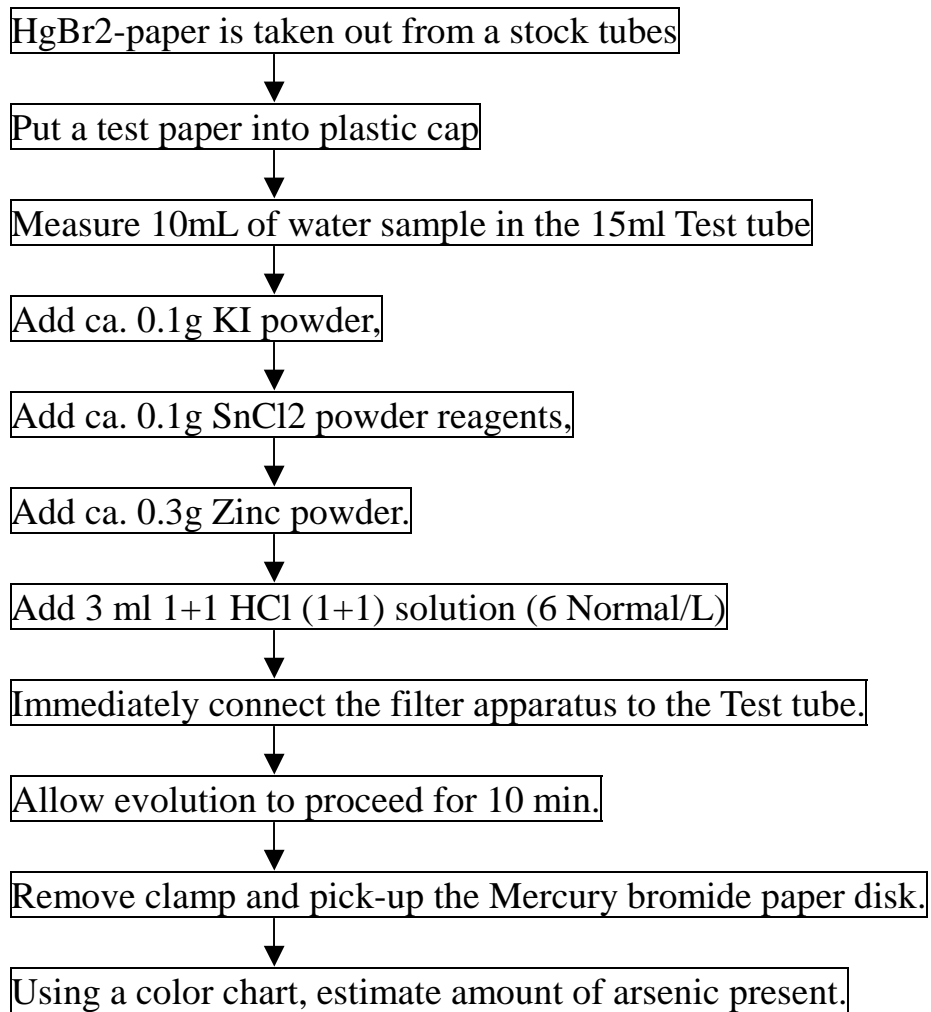 HgBr2-paper is taken out from a stock tubes
Put a test paper into plastic cap
Measure 10mL of water sample in the 15ml Test tube
Add ca. 0.1g KI powder,
Add ca. 0.1g SnCl2 powder reagents,
Add ca. 0.3g Zinc powder.
Add 3 ml 1+1 HCl (1+1) solution (6 Normal/L)
Immediately connect the filter apparatus to the Test tube.
Allow evolution to proceed for 10 min.
Remove clamp and pick-up the Mercury bromide paper disk.
Using a color chart, estimate amount of arsenic present.